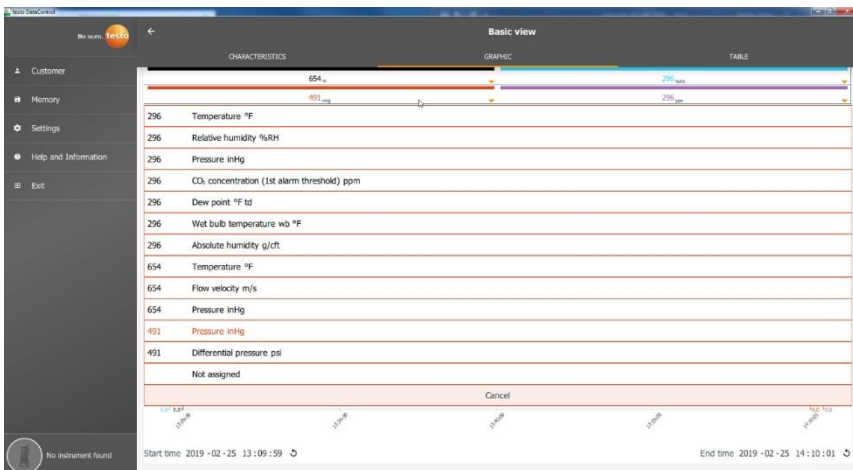 Testo DataControl
Be sure. testo
Basic view
CHARACTERISTICS GRAPHIC TABLE
Customer
Memory
Settings
Help and Information
Exit
654 °F 296 %RH
491 inHg 296 ppm
296 Temperature °F
296 Relative humidity %RH
296 Pressure inHg
296 CO₂ concentration (1st alarm threshold) ppm
296 Dew point °F td
296 Wet bulb temperature wb °F
296 Absolute humidity g/cft
654 Temperature °F
654 Flow velocity m/s
654 Pressure inHg
491 Pressure inHg
491 Differential pressure psi
Not assigned
Cancel
No instrument found
Start time 2019-02-25 13:09:59 End time 2019-02-25 14:10:01